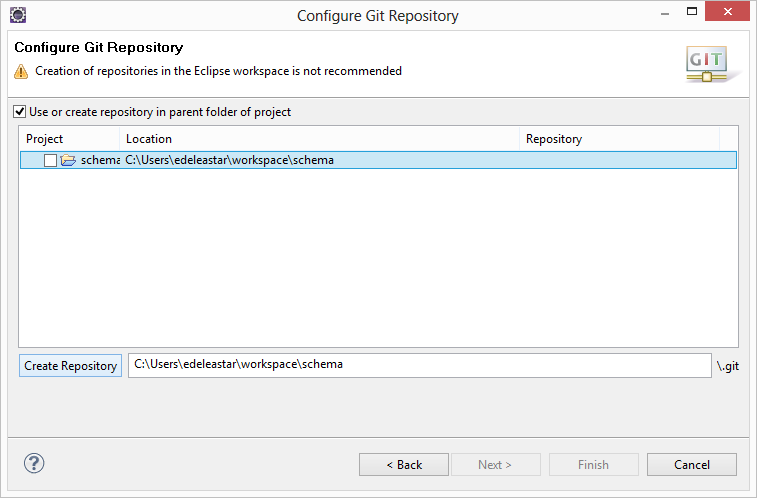 Configure Git Repository
Configure Git Repository
Creation of repositories in the Eclipse workspace is not recommended
GIT
Use or create repository in parent folder of project
Project Location Repository
schema C:\Users\edeleastar\workspace\schema
Create Repository C:\Users\edeleastar\workspace\schema \.git
? < Back Next > Finish Cancel